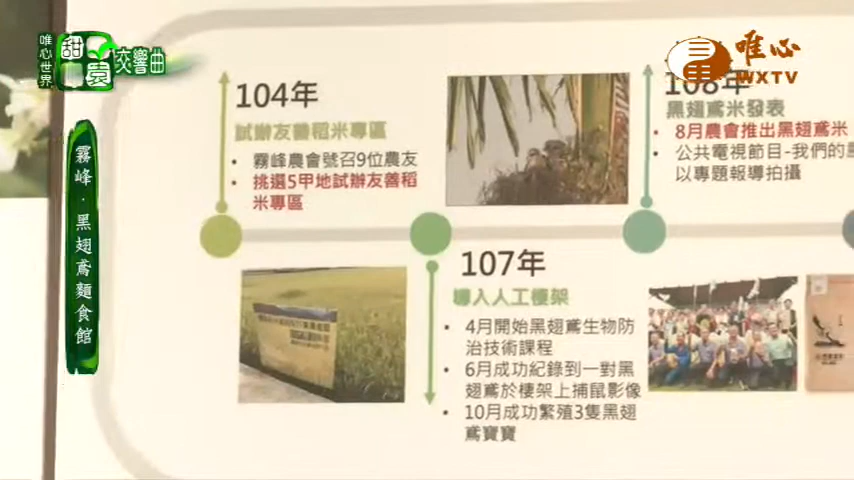 唯心世界
甜
園
交響曲
霧峰·黑翅鳶麵食館
唯心
WXTV
104年
試辦友善稻米專區
• 霧峰農會號召9位農友
• 挑選5甲地試辦友善稻
米專區
107年
導入人工棲架
• 4月開始黑翅鳶生物防
治技術課程
• 6月成功紀錄到一對黑
翅鳶於棲架上捕鼠影像
• 10月成功繁殖3隻黑翅
鳶寶寶
108年
黑翅鳶米發表
• 8月農會推出黑翅鳶米
• 公共電視節目-我們的
以專題報導拍攝